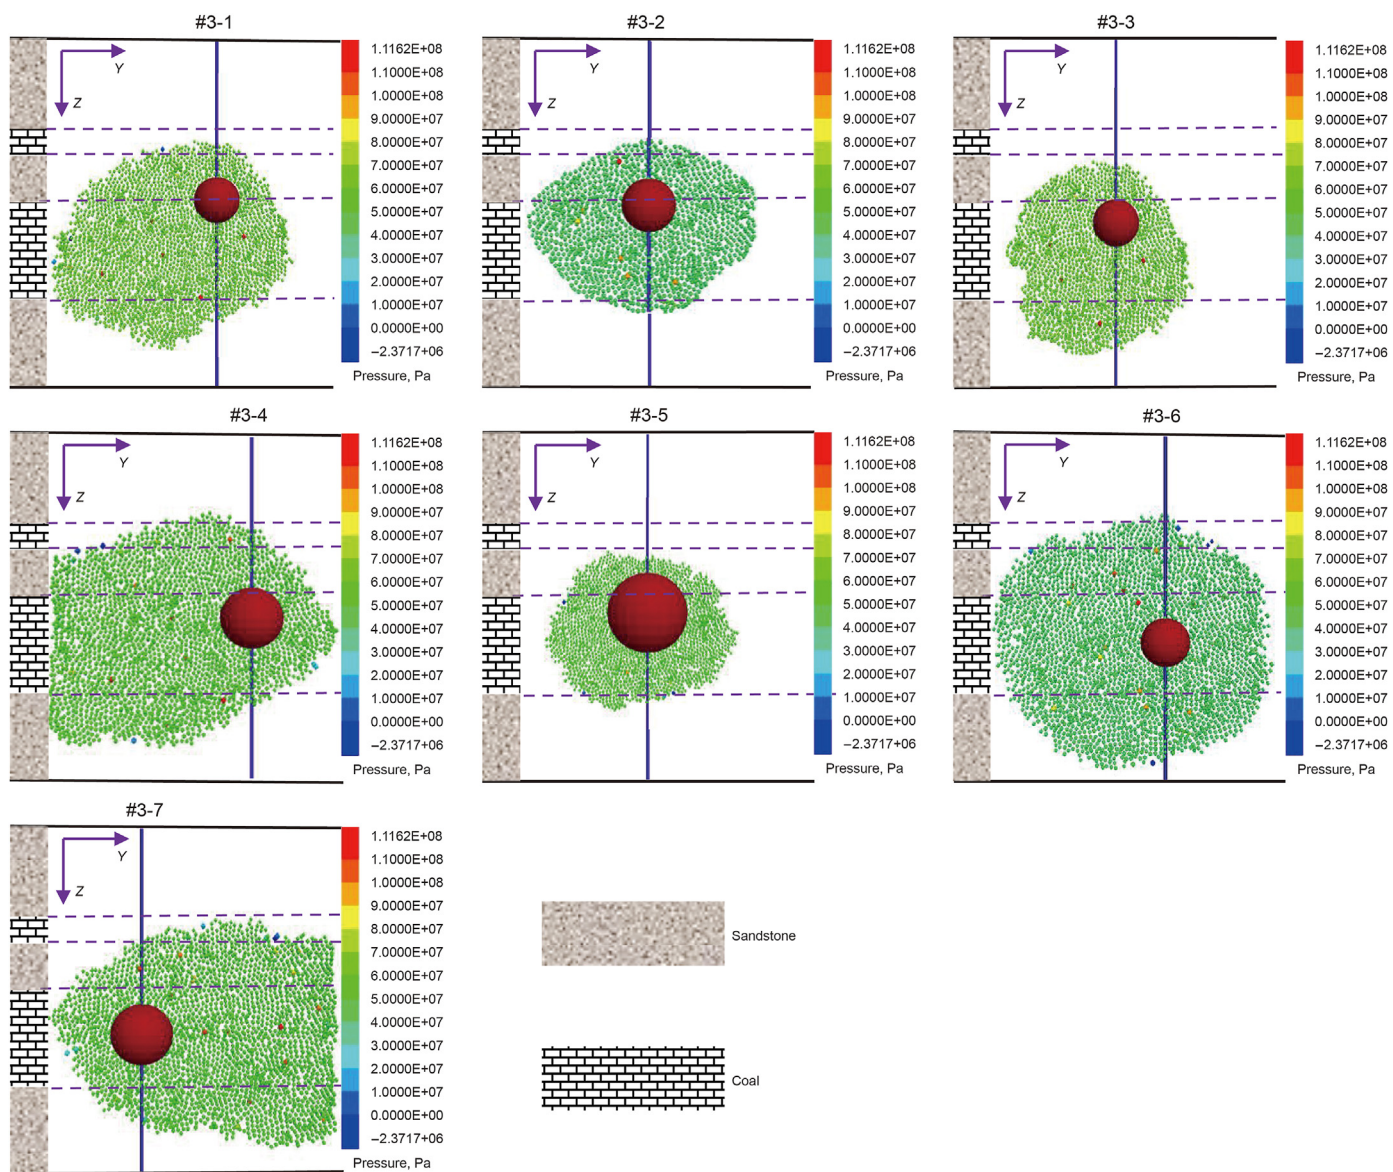 #3-1
Y
Z
1.1162E+08
1.1000E+08
1.0000E+08
9.0000E+07
8.0000E+07
7.0000E+07
6.0000E+07
5.0000E+07
4.0000E+07
3.0000E+07
2.0000E+07
1.0000E+07
0.0000E+00
−2.3717+06
Pressure, Pa
#3-2
Y
Z
1.1162E+08
1.1000E+08
1.0000E+08
9.0000E+07
8.0000E+07
7.0000E+07
6.0000E+07
5.0000E+07
4.0000E+07
3.0000E+07
2.0000E+07
1.0000E+07
0.0000E+00
−2.3717+06
Pressure, Pa
#3-3
Y
Z
1.1162E+08
1.1000E+08
1.0000E+08
9.0000E+07
8.0000E+07
7.0000E+07
6.0000E+07
5.0000E+07
4.0000E+07
3.0000E+07
2.0000E+07
1.0000E+07
0.0000E+00
−2.3717+06
Pressure, Pa
#3-4
Y
Z
1.1162E+08
1.1000E+08
1.0000E+08
9.0000E+07
8.0000E+07
7.0000E+07
6.0000E+07
5.0000E+07
4.0000E+07
3.0000E+07
2.0000E+07
1.0000E+07
0.0000E+00
−2.3717+06
Pressure, Pa
#3-5
Y
Z
1.1162E+08
1.1000E+08
1.0000E+08
9.0000E+07
8.0000E+07
7.0000E+07
6.0000E+07
5.0000E+07
4.0000E+07
3.0000E+07
2.0000E+07
1.0000E+07
0.0000E+00
−2.3717+06
Pressure, Pa
#3-6
Y
Z
1.1162E+08
1.1000E+08
1.0000E+08
9.0000E+07
8.0000E+07
7.0000E+07
6.0000E+07
5.0000E+07
4.0000E+07
3.0000E+07
2.0000E+07
1.0000E+07
0.0000E+00
−2.3717+06
Pressure, Pa
#3-7
Y
Z
1.1162E+08
1.1000E+08
1.0000E+08
9.0000E+07
8.0000E+07
7.0000E+07
6.0000E+07
5.0000E+07
4.0000E+07
3.0000E+07
2.0000E+07
1.0000E+07
0.0000E+00
−2.3717+06
Pressure, Pa
Sandstone
Coal